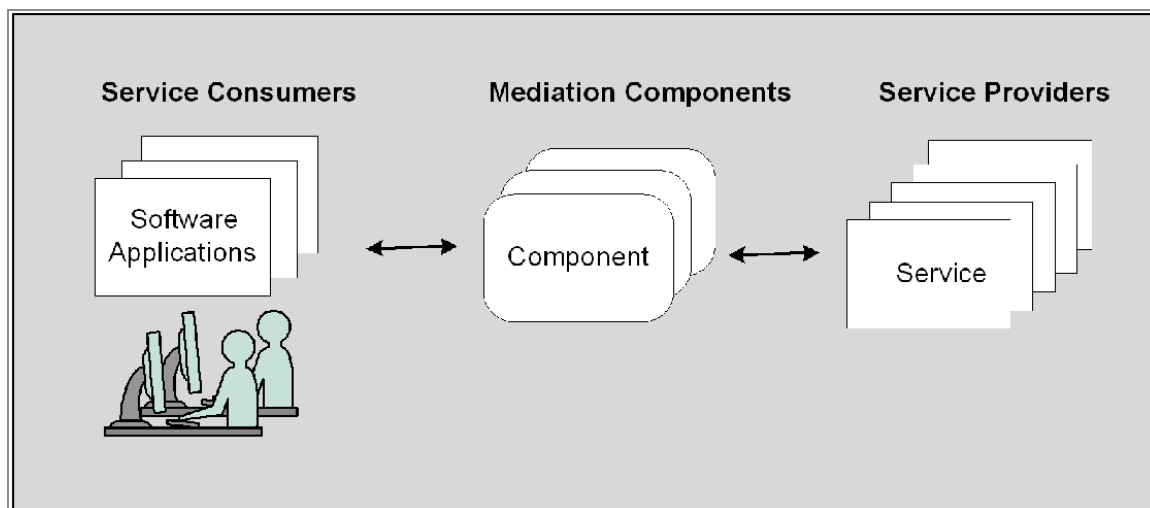 Service Consumers
Mediation Components
Service Providers
Software
Applications
Component
Service